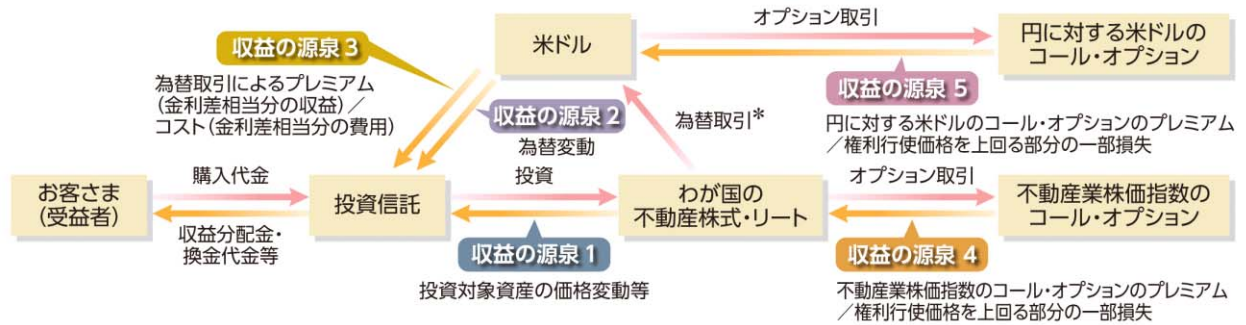 収益の源泉 3
為替取引によるプレミアム
(金利差相当分の収益)／
コスト(金利差相当分の費用)
米ドル
オプション取引
円に対する米ドルの
コール・オプション
収益の源泉 5
円に対する米ドルのコール・オプションのプレミアム
／権利行使価格を上回る部分の一部損失
収益の源泉 2
為替変動
為替取引*
お客さま
(受益者)
購入代金
収益分配金・
換金代金等
投資信託
投資
収益の源泉 1
投資対象資産の価格変動等
わが国の
不動産株式・リート
オプション取引
不動産業株価指数の
コール・オプション
収益の源泉 4
不動産業株価指数のコール・オプションのプレミアム
／権利行使価格を上回る部分の一部損失